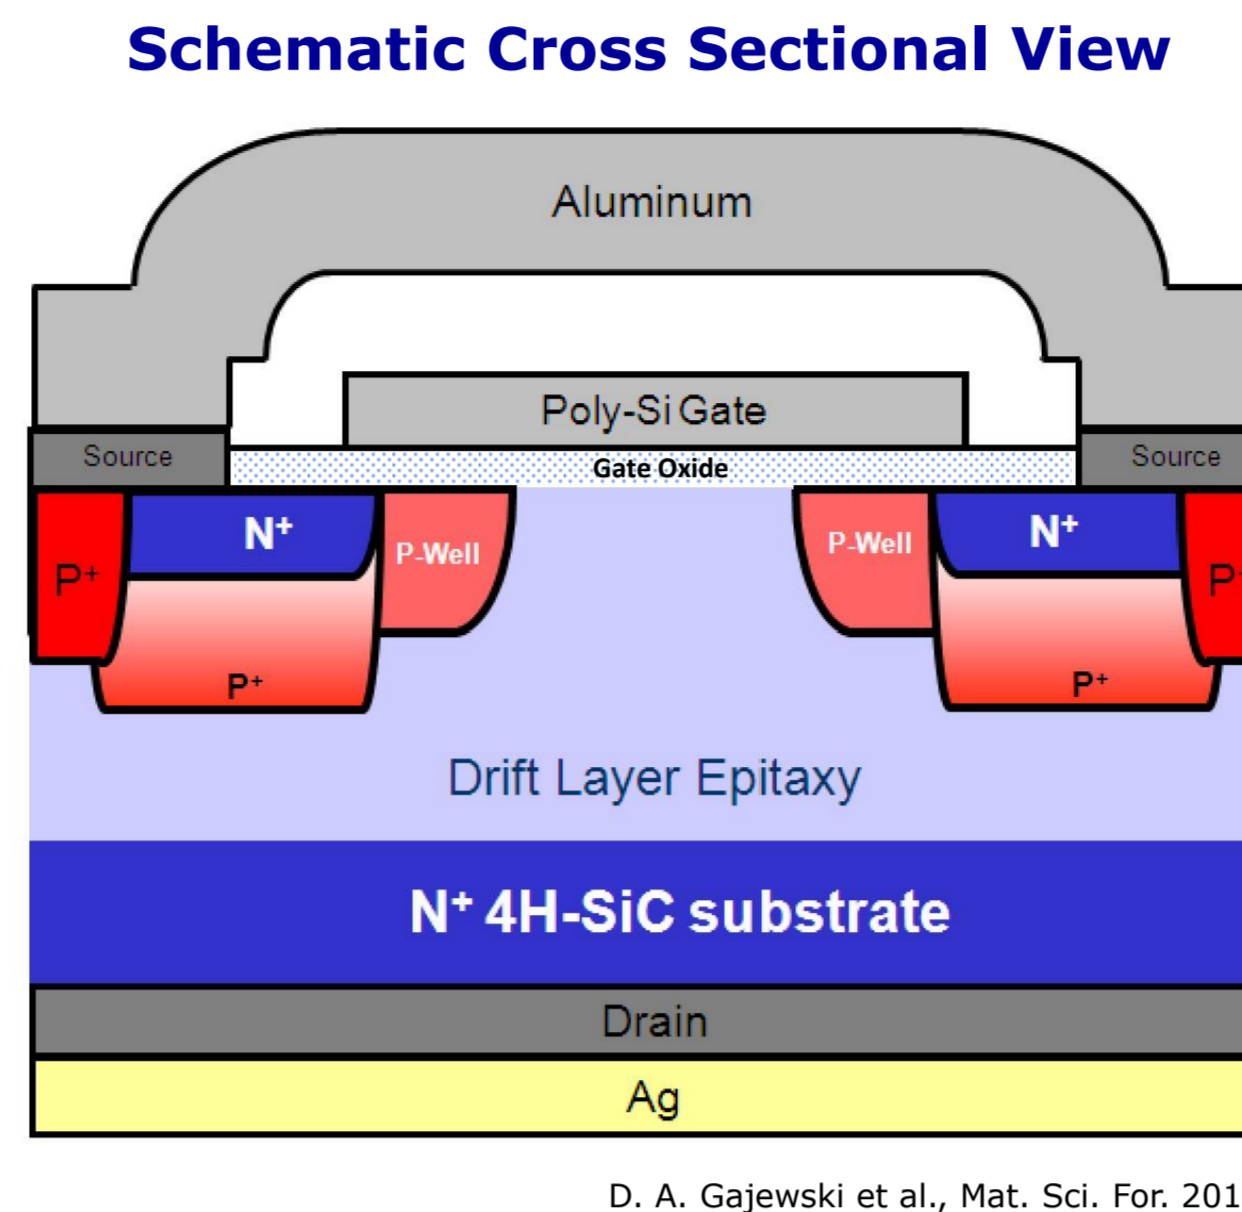 Schematic Cross Sectional View
Aluminum
Poly-Si Gate
Source
Gate Oxide
Source
N⁺
P-Well
P-Well
N⁺
P⁺
P⁺
P⁺
P⁺
Drift Layer Epitaxy
N⁺ 4H-SiC substrate
Drain
Ag
D. A. Gajewski et al., Mat. Sci. For. 201